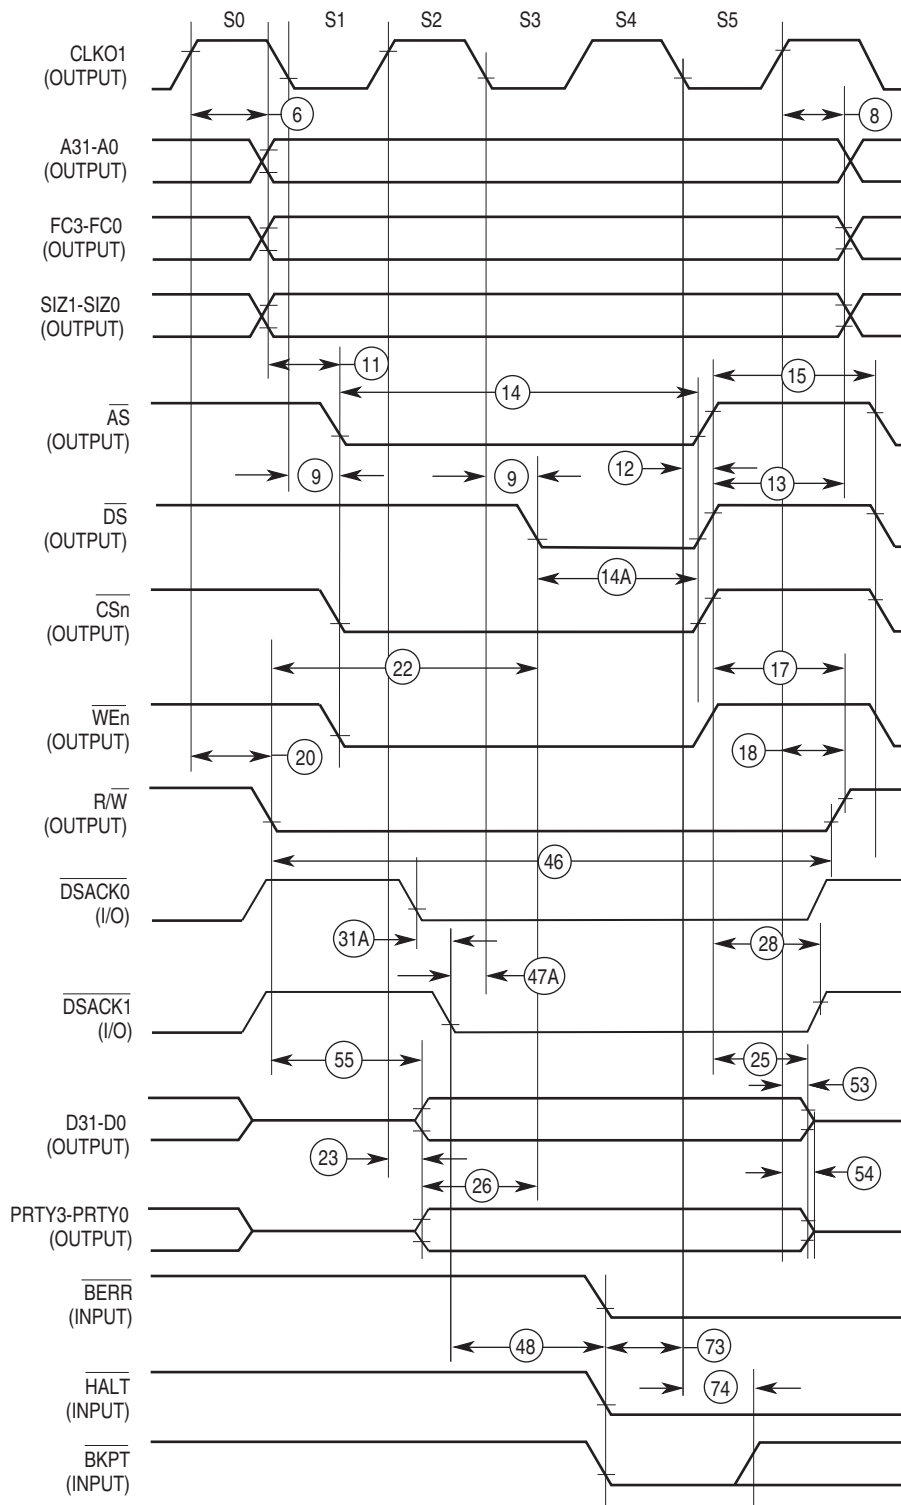 S0 S1 S2 S3 S4 S5
CLKO1
(OUTPUT)
6
8
A31-A0
(OUTPUT)
FC3-FC0
(OUTPUT)
SIZ1-SIZ0
(OUTPUT)
11
14
15
AS
(OUTPUT)
9
9
12
13
DS
(OUTPUT)
14A
CSn
(OUTPUT)
22
17
WEn
(OUTPUT)
20
18
R/W
(OUTPUT)
46
DSACK0
(I/O)
31A
28
47A
DSACK1
(I/O)
55
25
53
D31-D0
(OUTPUT)
23
26
54
PRTY3-PRTY0
(OUTPUT)
BERR
(INPUT)
48
73
HALT
(INPUT)
74
BKPT
(INPUT)